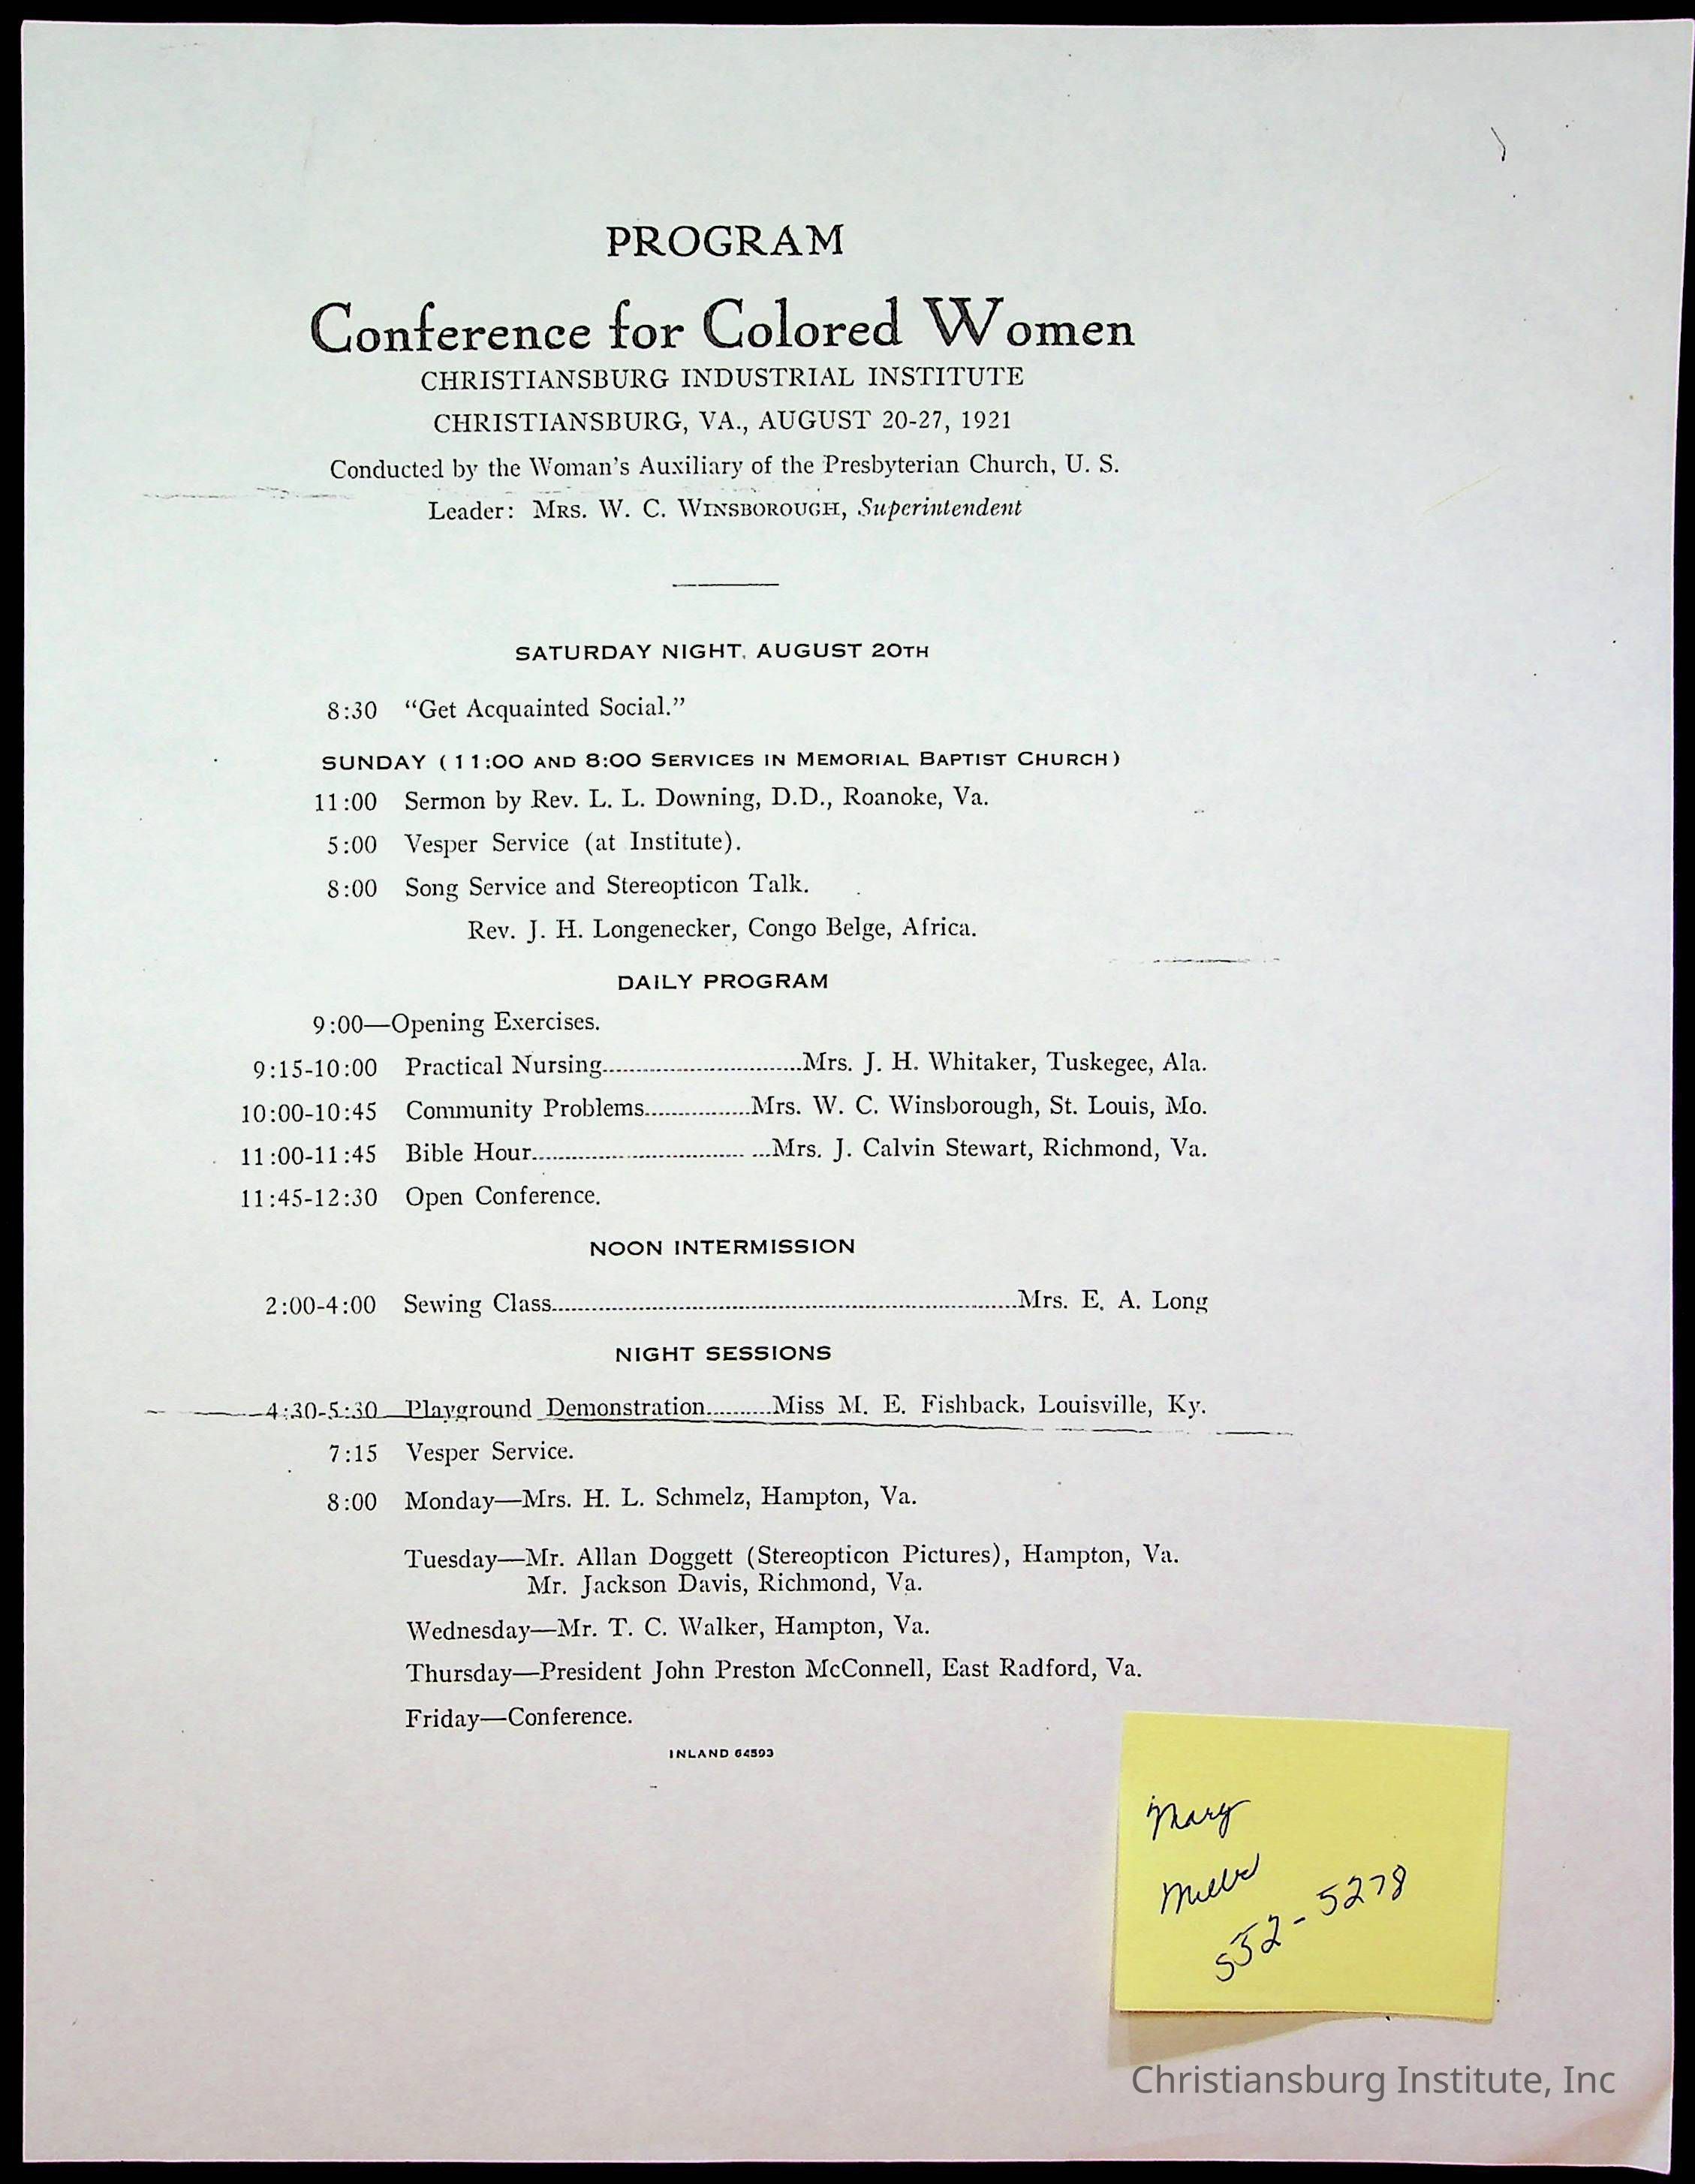 PROGRAM
Conference for Colored Women
CHRISTIANSBURG INDUSTRIAL INSTITUTE
CHRISTIANSBURG, VA., AUGUST 20-27, 1921
Conducted by the Woman's Auxiliary of the Presbyterian Church, U. S.
Leader: MRS. W. C. WINSBOROUGH, Superintendent
SATURDAY NIGHT, AUGUST 20TH
8:30 “Get Acquainted Social.”
SUNDAY (11:00 AND 8:00 SERVICES IN MEMORIAL BAPTIST CHURCH)
11:00 Sermon by Rev. L. L. Downing, D.D., Roanoke, Va.
5:00 Vesper Service (at Institute).
8:00 Song Service and Stereopticon Talk.
Rev. J. H. Longenecker, Congo Belge, Africa.
DAILY PROGRAM
9:00—Opening Exercises.
9:15-10:00 Practical Nursing..............................Mrs. J. H. Whitaker, Tuskegee, Ala.
10:00-10:45 Community Problems................Mrs. W. C. Winsborough, St. Louis, Mo.
11:00-11:45 Bible Hour................................ ...Mrs. J. Calvin Stewart, Richmond, Va.
11:45-12:30 Open Conference.
NOON INTERMISSION
2:00-4:00 Sewing Class......................................................................Mrs. E. A. Long
NIGHT SESSIONS
4:30-5:30 Playground Demonstration..........Miss M. E. Fishback, Louisville, Ky.
7:15 Vesper Service.
8:00 Monday—Mrs. H. L. Schmelz, Hampton, Va.
Tuesday—Mr. Allan Doggett (Stereopticon Pictures), Hampton, Va.
Mr. Jackson Davis, Richmond, Va.
Wednesday—Mr. T. C. Walker, Hampton, Va.
Thursday—President John Preston McConnell, East Radford, Va.
Friday—Conference.
INLAND 64593
Mary
552-5278
Christiansburg Institute, Inc